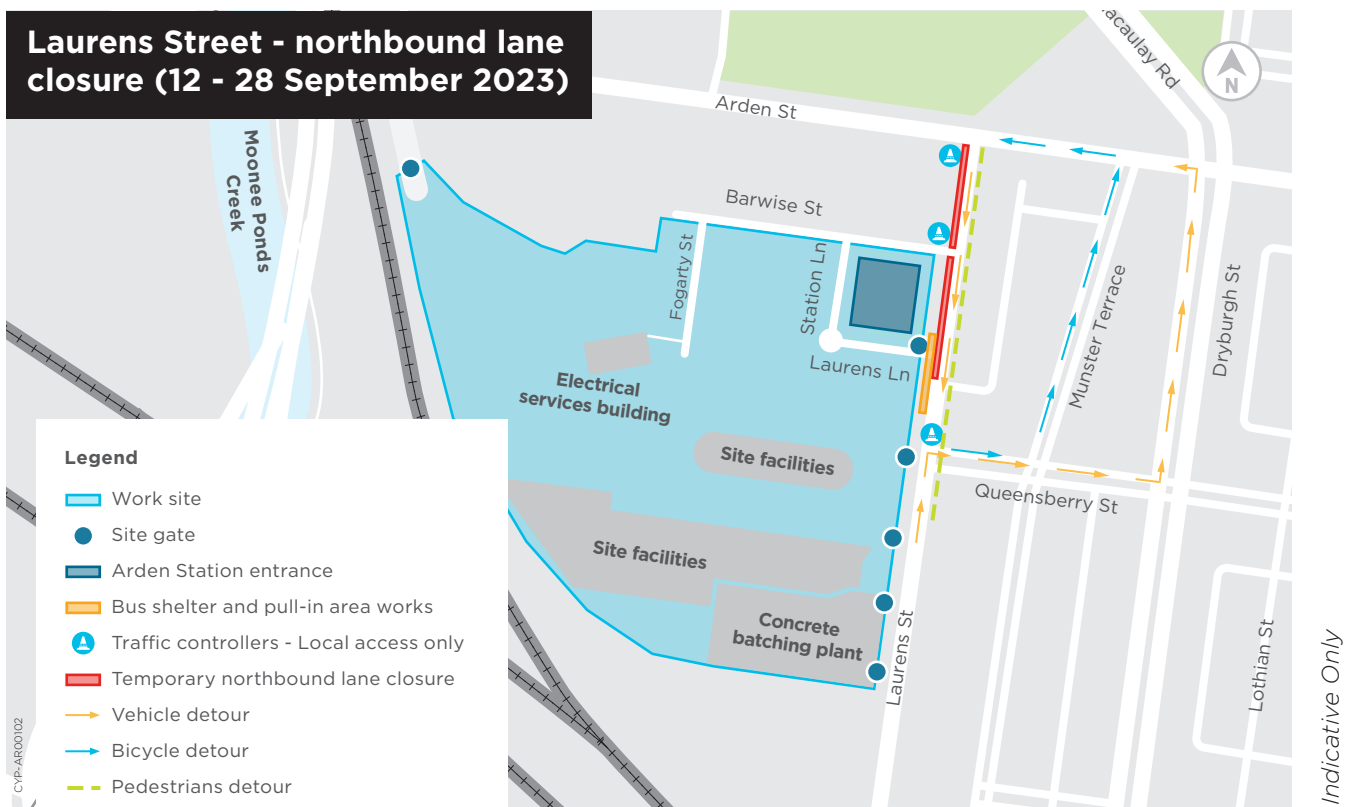 Laurens Street - northbound lane
closure (12 - 28 September 2023)
acaulay Rd
N
Arden St
Moonee Ponds
Creek
Barwise St
Fogarty St
Station Ln
Laurens Ln
Munster Terrace
Dryburgh St
Electrical
services building
Site facilities
Queensberry St
Site facilities
Concrete
batching plant
Laurens St
Lothian St
Legend
Work site
Site gate
Arden Station entrance
Bus shelter and pull-in area works
Traffic controllers - Local access only
Temporary northbound lane closure
Vehicle detour
Bicycle detour
Pedestrians detour
CYP-AR00102
Indicative Only